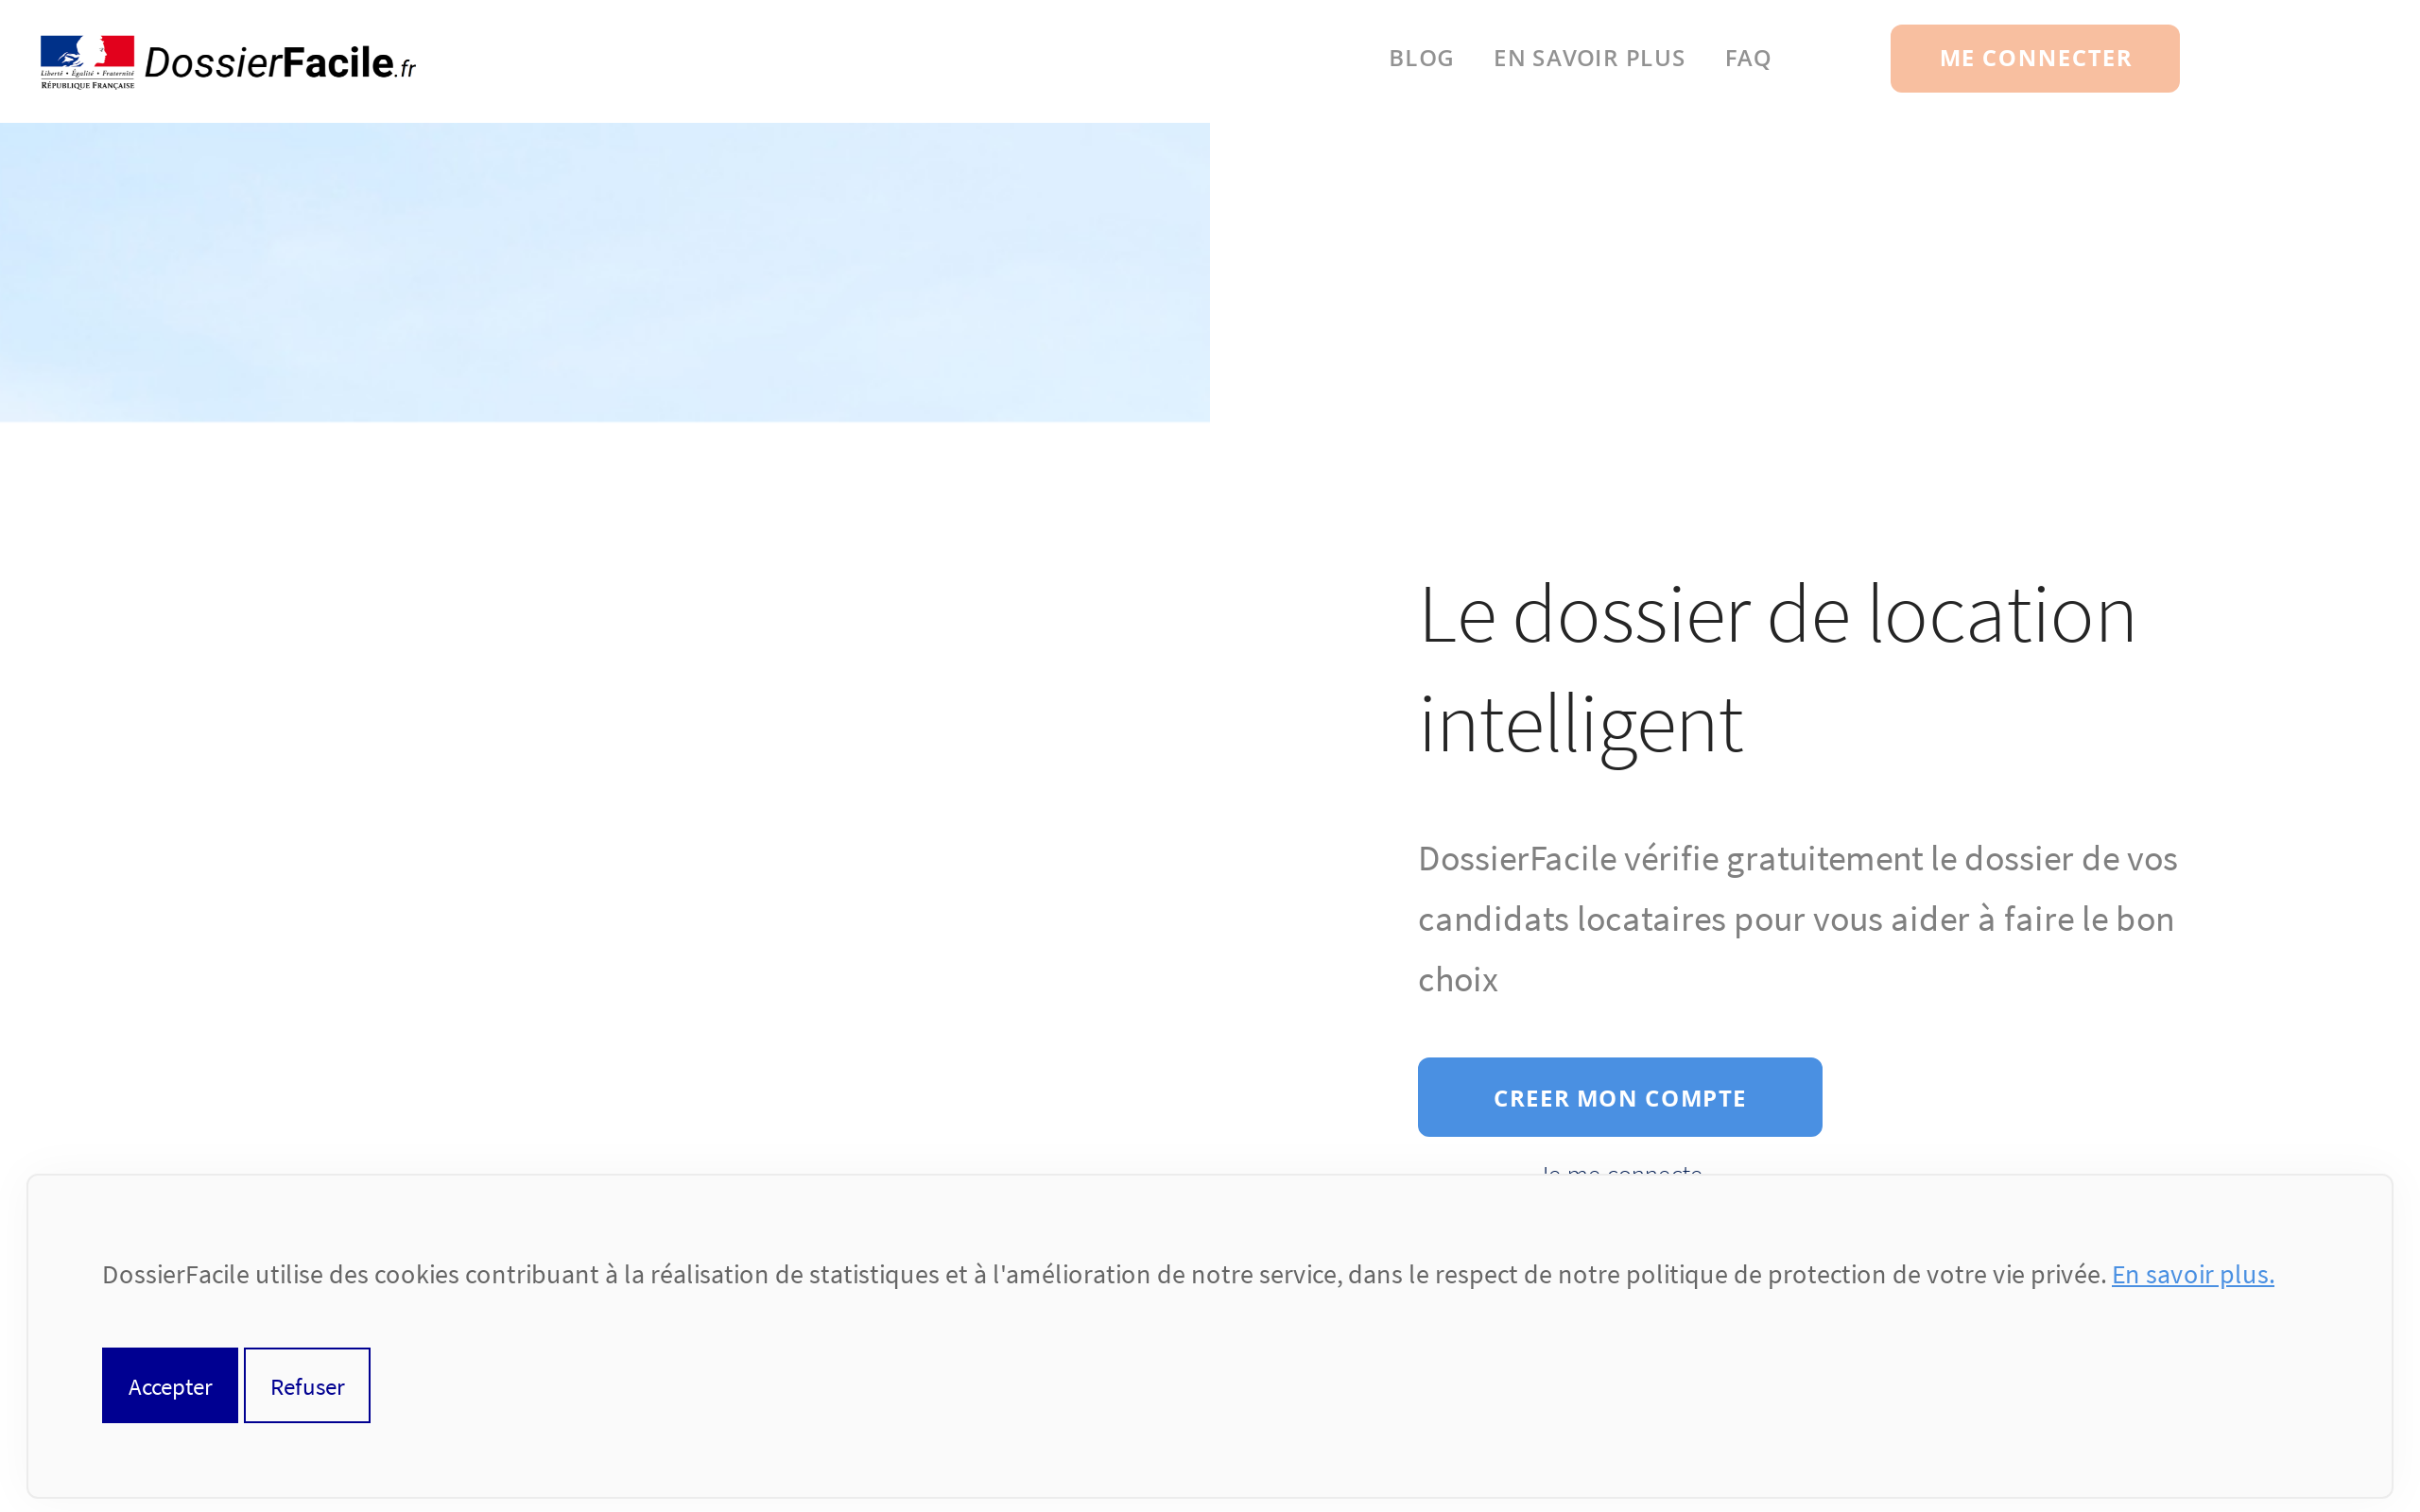 Liberté • Égalité • Fraternité
RÉPUBLIQUE FRANÇAISE
DossierFacile.fr
BLOG EN SAVOIR PLUS FAQ ME CONNECTER
Le dossier de location
intelligent
DossierFacile vérifie gratuitement le dossier de vos
candidats locataires pour vous aider à faire le bon
choix
CREER MON COMPTE
Je me connecte
DossierFacile utilise des cookies contribuant à la réalisation de statistiques et à l'amélioration de notre service, dans le respect de notre politique de protection de votre vie privée. En savoir plus.
Accepter Refuser